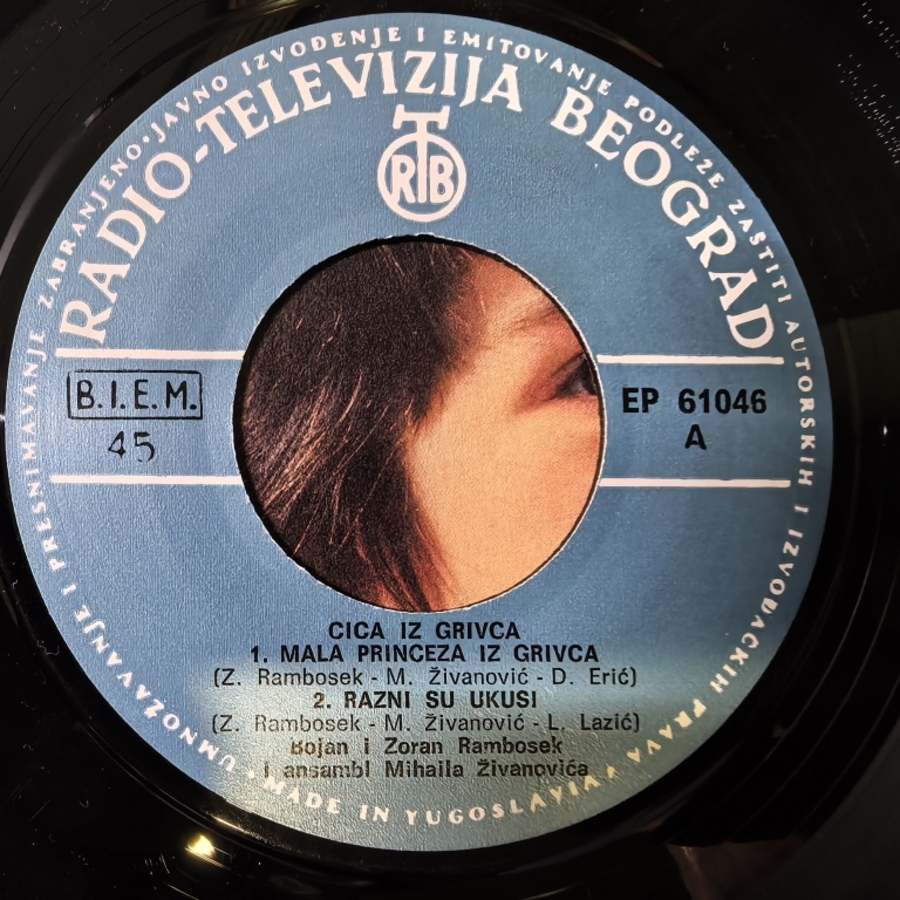 UMNOŽAVANJE I PRESNIMAVANJE ZABRANJENO • JAVNO IZVOĐENJE I EMITOVANJE PODLEŽE ZAŠTITI AUTORSKIH I IZVOĐAČKIH PRAVA •
RADIO-TELEVIZIJA BEOGRAD
RTB
B.I.E.M.
45
EP 61046
A
CICA IZ GRIVCA
1. MALA PRINCEZA IZ GRIVCA
(Z. Rambosek - M. Živanović - D. Erić)
2. RAZNI SU UKUSI
(Z. Rambosek - M. Živanović - L. Lazić)
Bojan i Zoran Rambosek
i ansambl Mihaila Živanovića
• MADE IN YUGOSLAVIA •